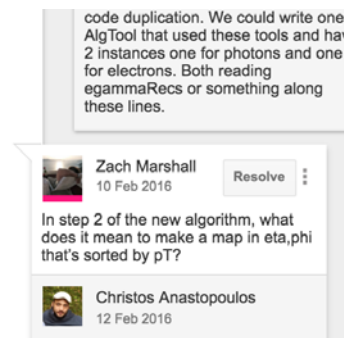 code duplication. We could write one
AlgTool that used these tools and
2 instances one for photons and one
for electrons. Both reading
egammaRecs or something along
these lines.
Zach Marshall
10 Feb 2016
Resolve
In step 2 of the new algorithm, what
does it mean to make a map in eta,phi
that's sorted by pT?
Christos Anastopoulos
12 Feb 2016